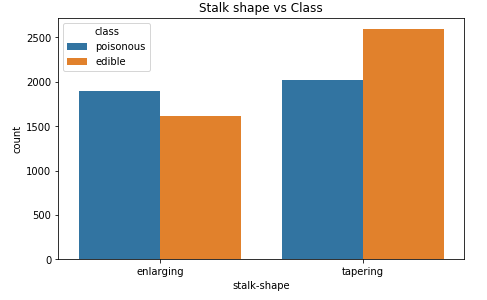 Stalk shape vs Class
class
poisonous
edible
2500
2000
1500
1000
500
0
count
enlarging
tapering
stalk-shape